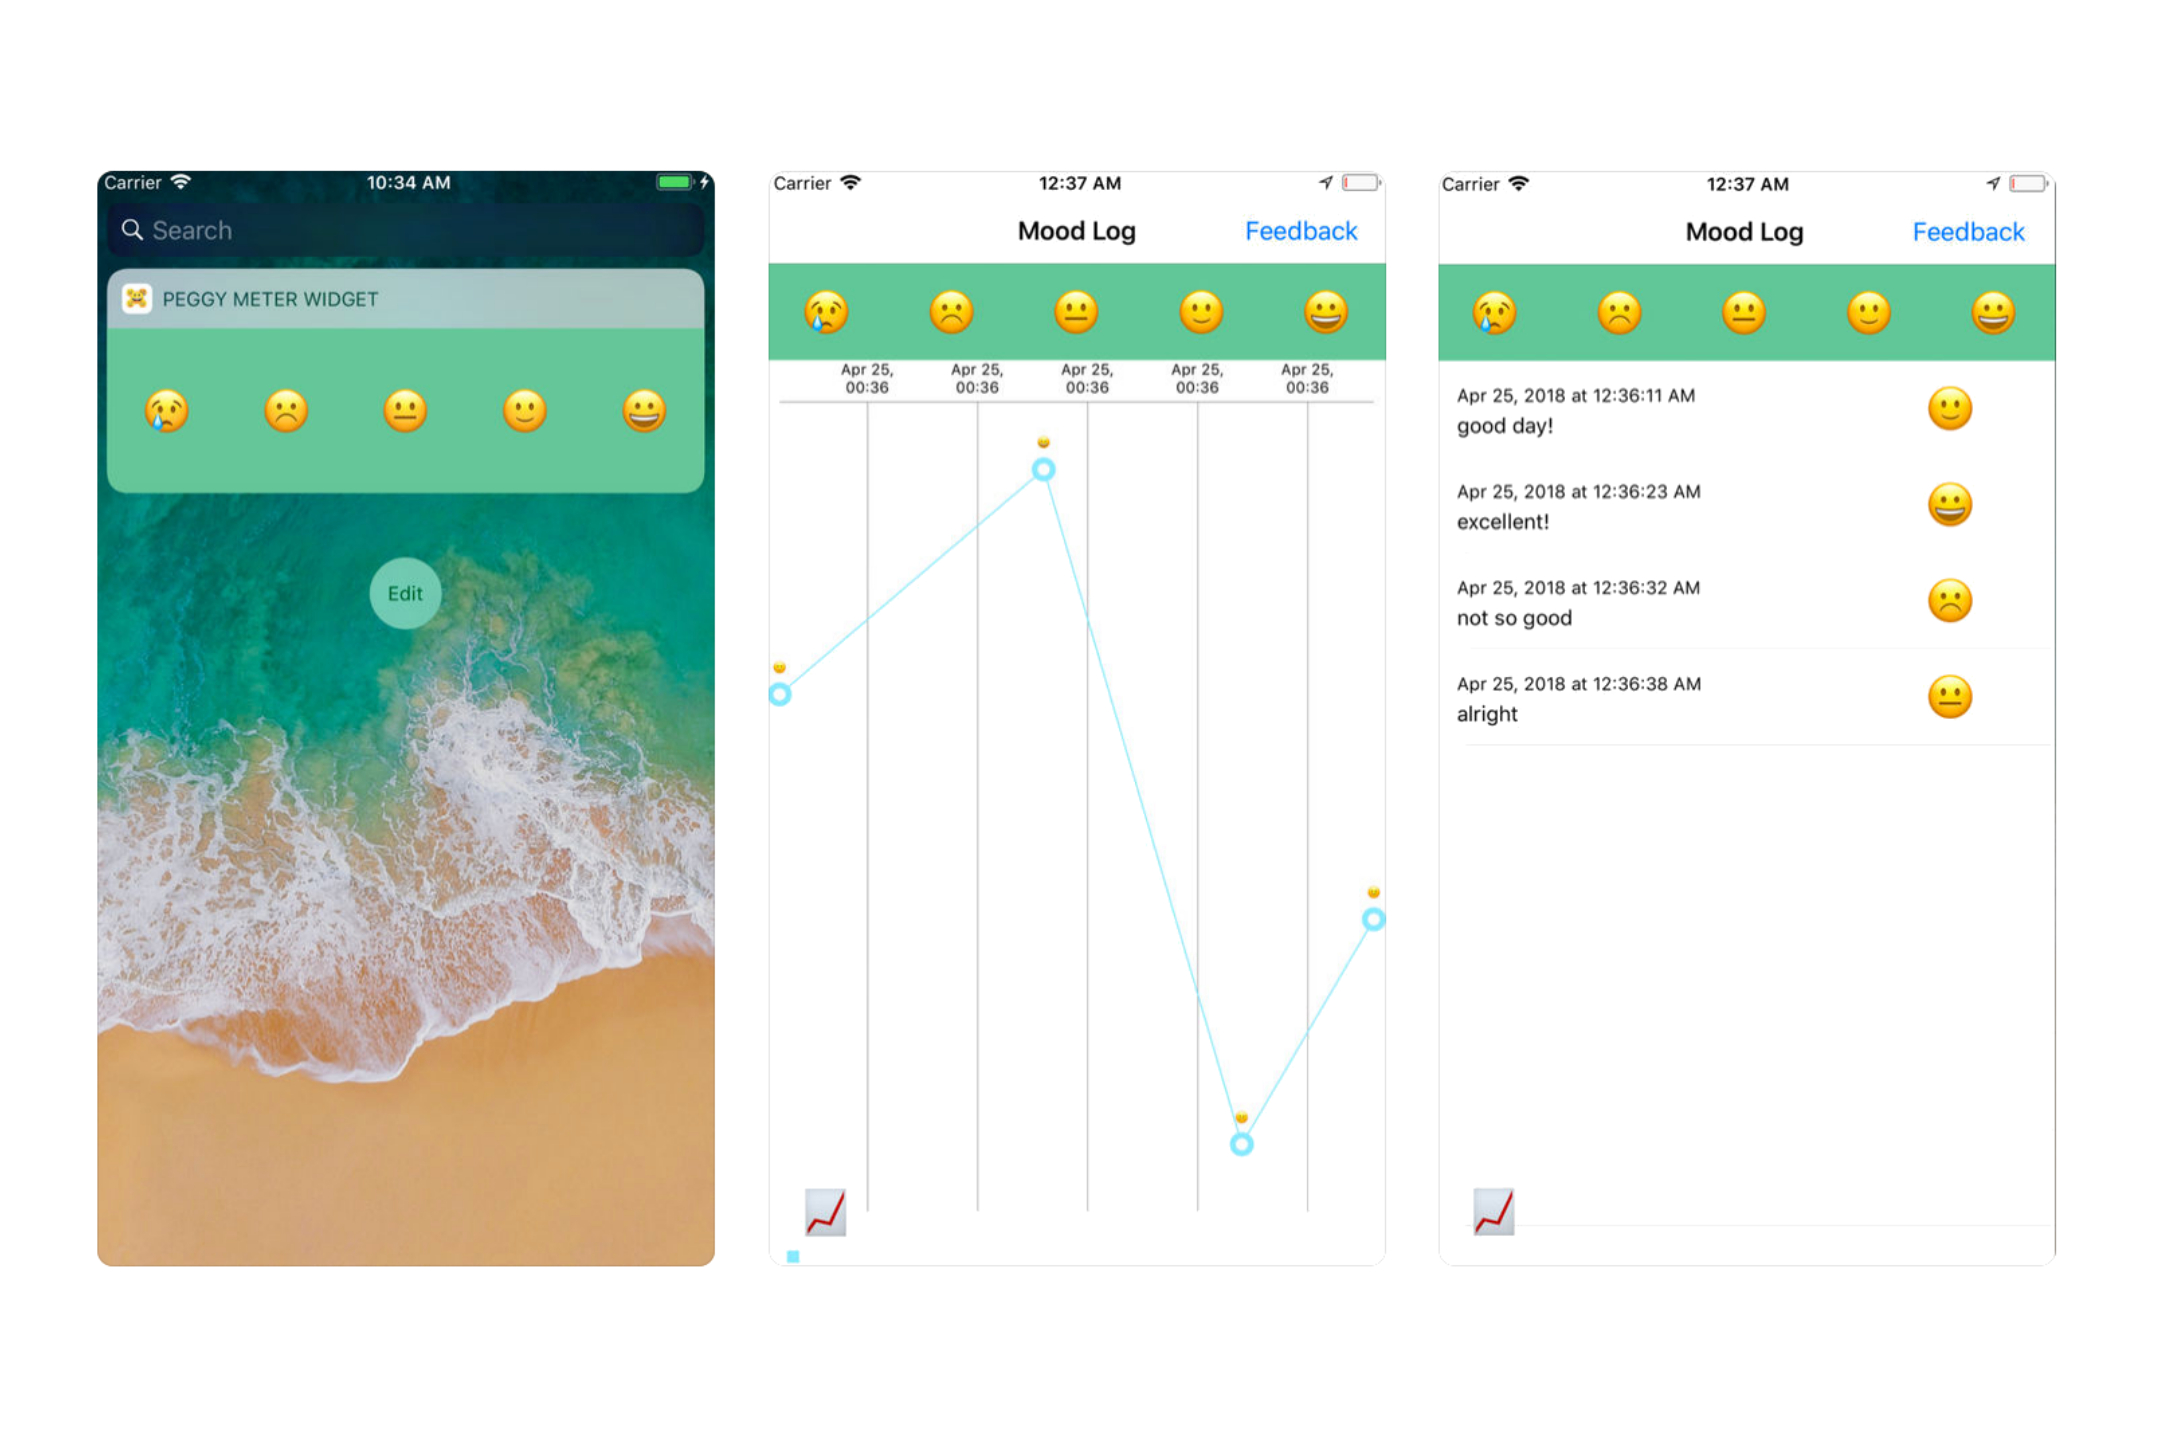 Carrier 10:34 AM
Search
PEGGY METER WIDGET
Edit
Carrier 12:37 AM
Mood Log Feedback
Apr 25, Apr 25, Apr 25, Apr 25, Apr 25,
00:36 00:36 00:36 00:36 00:36
Carrier 12:37 AM
Mood Log Feedback
Apr 25, 2018 at 12:36:11 AM
good day!
Apr 25, 2018 at 12:36:23 AM
excellent!
Apr 25, 2018 at 12:36:32 AM
not so good
Apr 25, 2018 at 12:36:38 AM
alright